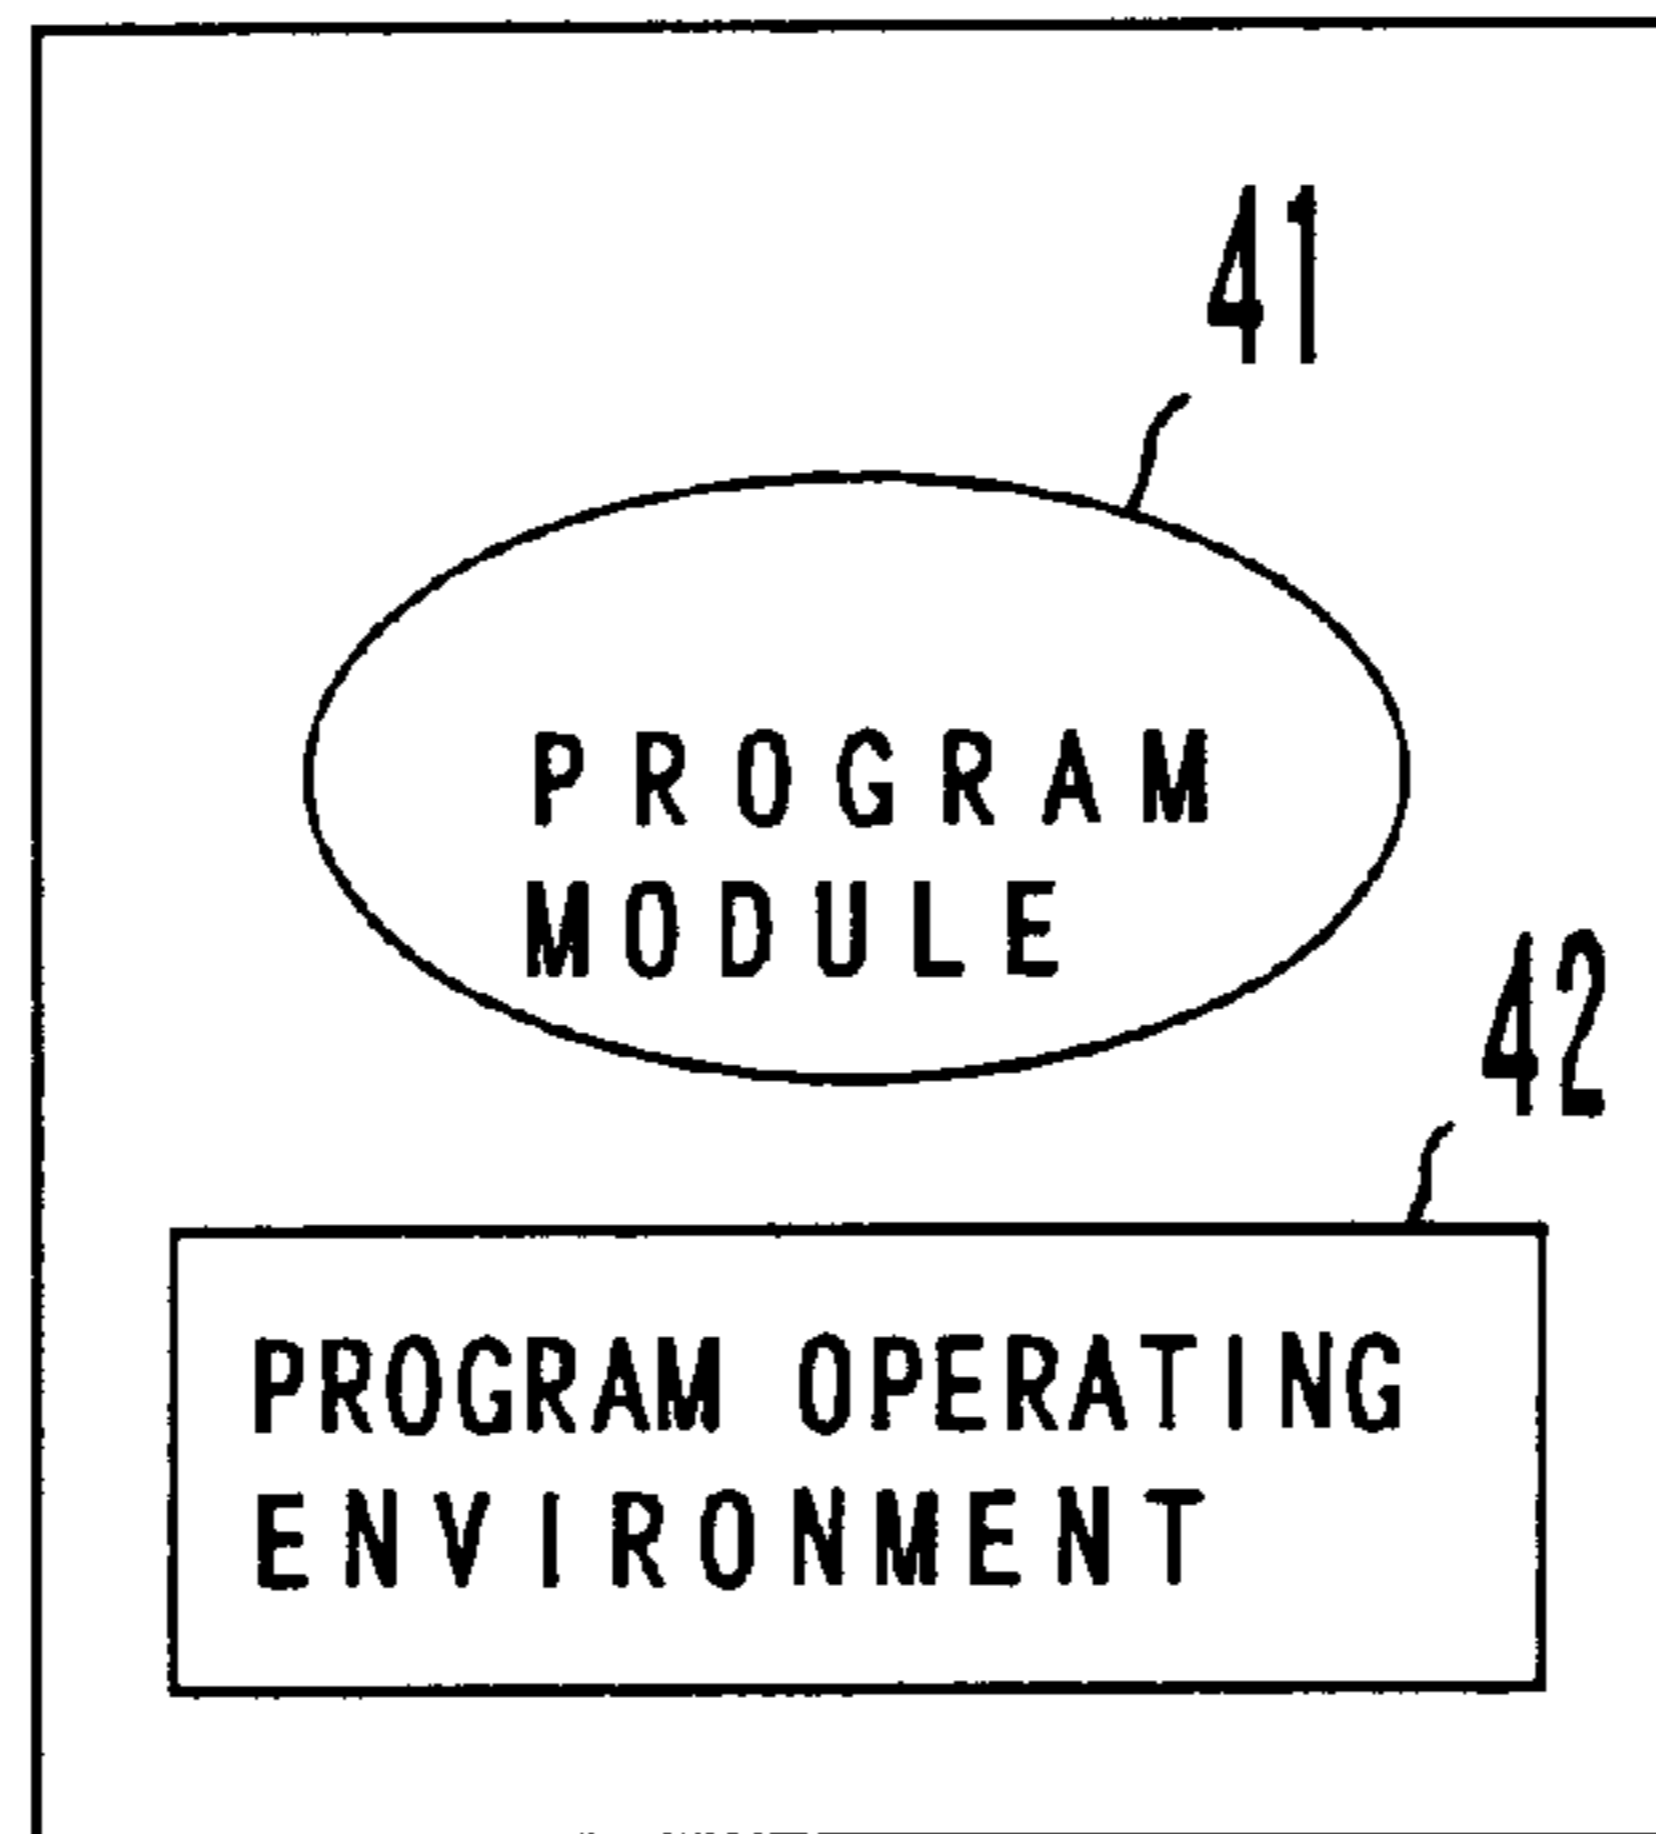 41
PROGRAM
MODULE
42
PROGRAM OPERATING
ENVIRONMENT